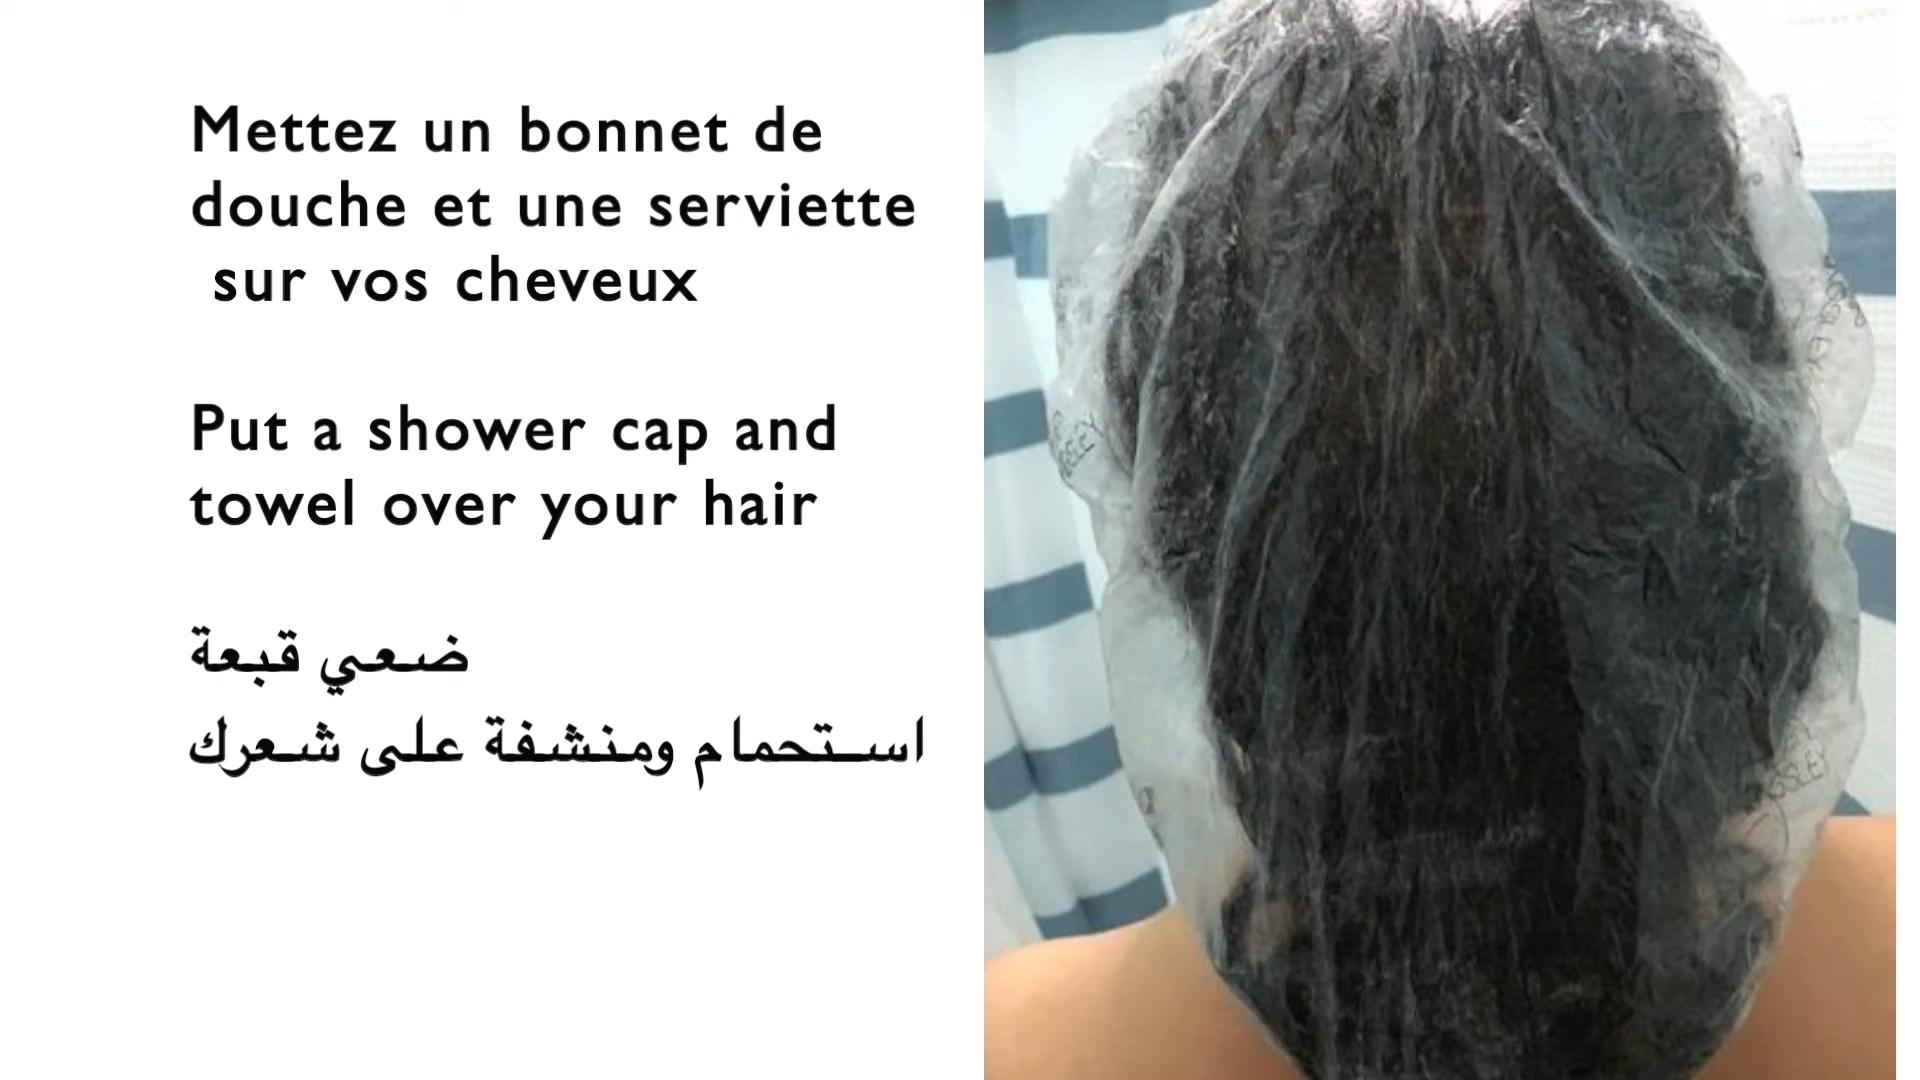 Mettez un bonnet de
douche et une serviette
sur vos cheveux
Put a shower cap and
towel over your hair
ضعي قبعة
استحمام ومنشفة على شعرك